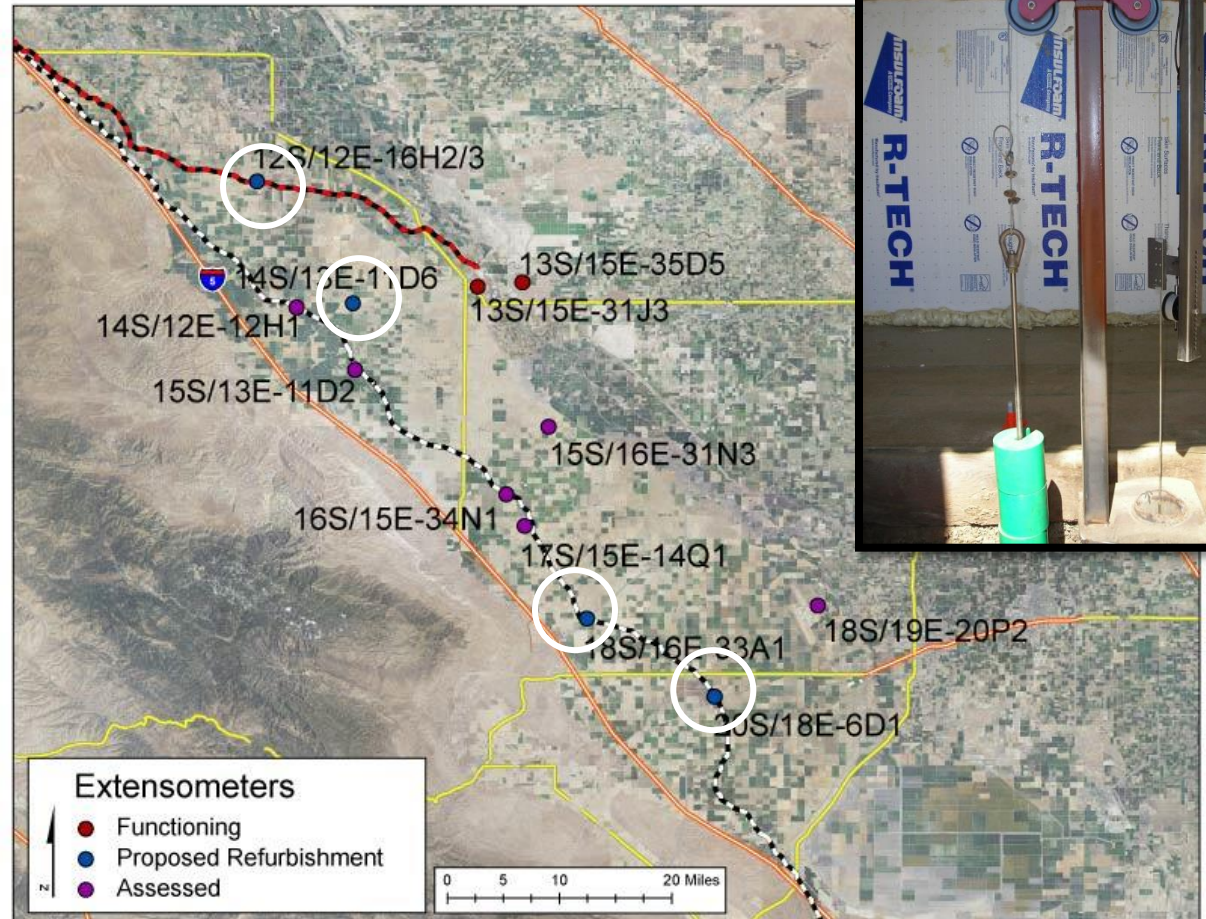 12S/12E-16H2/3
13S/15E-35D5
14S/13E-11D6
13S/15E-31J3
5
14S/12E-12H1
15S/13E-11D2
15S/16E-31N3
16S/15E-34N1
17S/15E-14Q1
18S/19E-20P2
18S/16E-33A1
20S/18E-6D1
Extensometers
Functioning
Proposed Refurbishment
Assessed
N
0 5 10 20 Miles
INSULFOAM
R-TECH
INSULFOAM
R-TECH